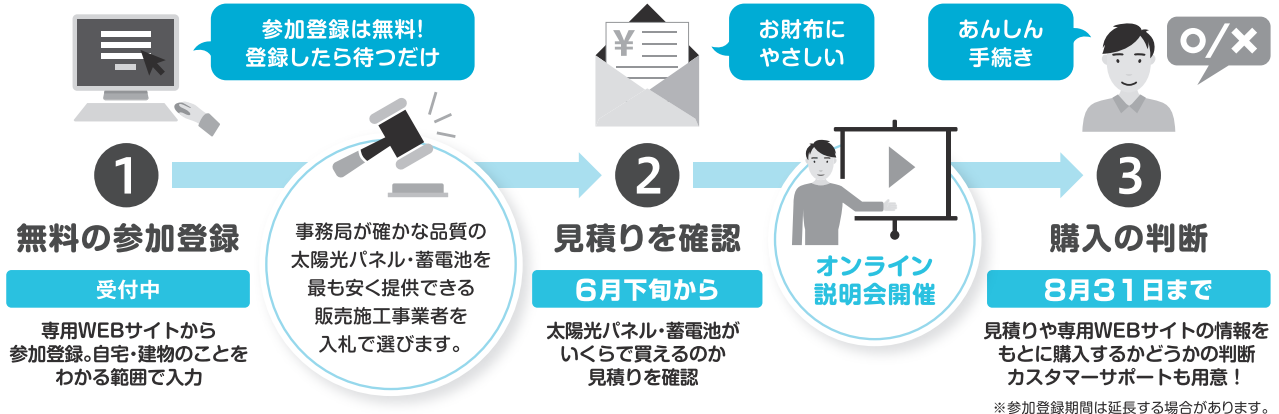 参加登録は無料!
登録したら待つだけ
1
無料の参加登録
受付中
専用WEBサイトから
参加登録。自宅・建物のことを
わかる範囲で入力
事務局が確かな品質の
太陽光パネル・蓄電池を
最も安く提供できる
販売施工事業者を
入札で選びます。
¥
お財布に
やさしい
2
見積りを確認
6月下旬から
太陽光パネル・蓄電池が
いくらで買えるのか
見積りを確認
オンライン
説明会開催
あんしん
手続き
○/×
3
購入の判断
8月31日まで
見積りや専用WEBサイトの情報を
もとに購入するかどうかの判断
カスタマーサポートも用意!
※参加登録期間は延長する場合があります。